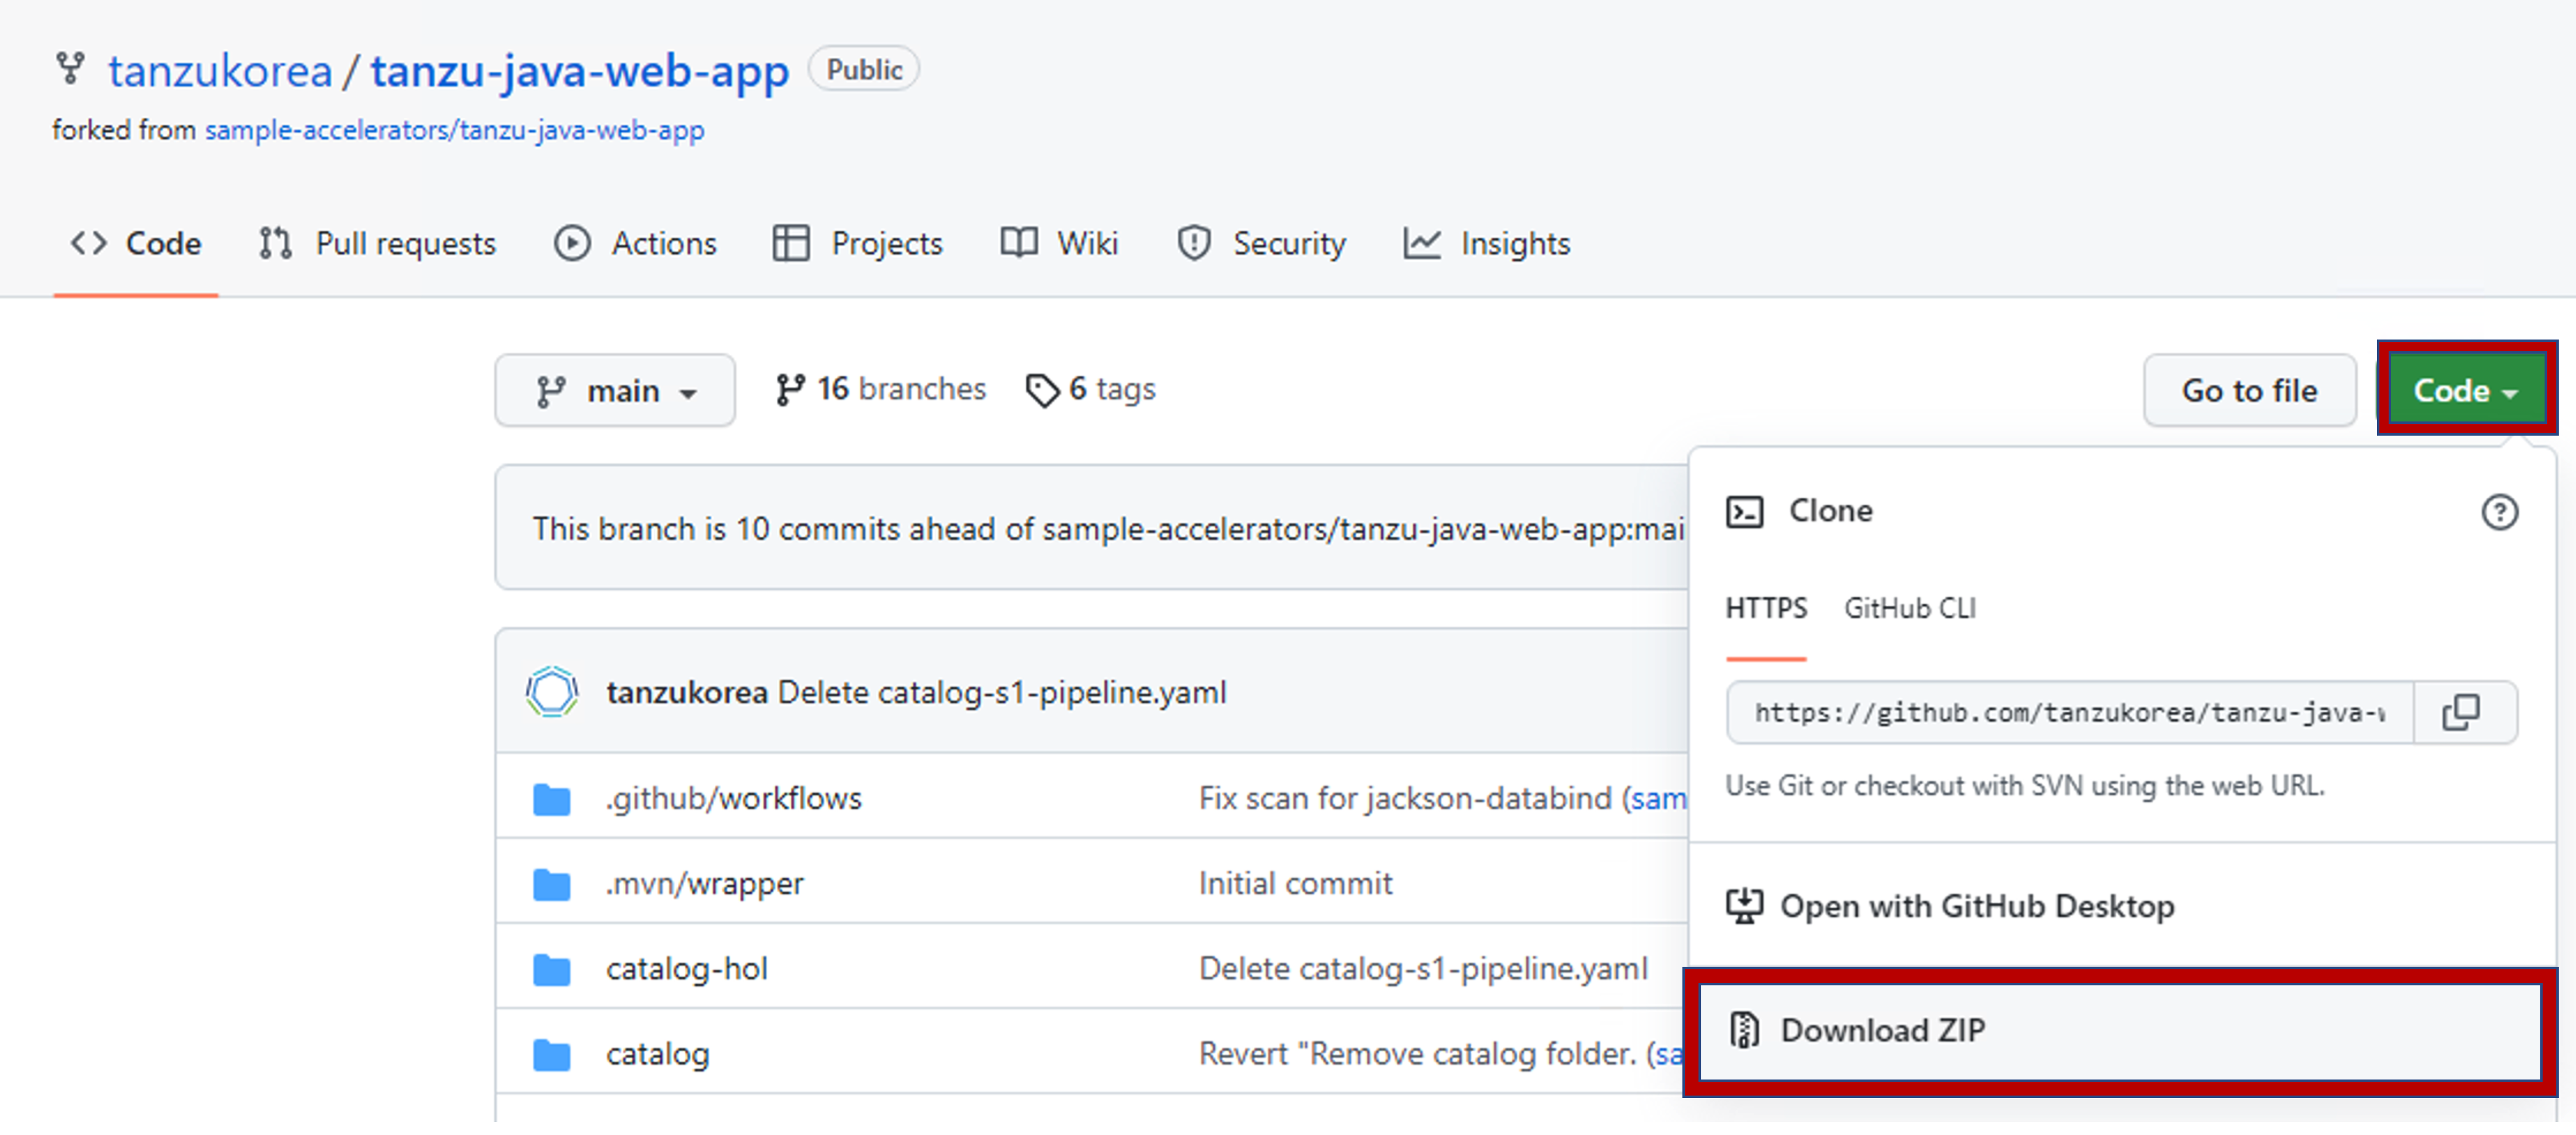 tanzukorea / tanzu-java-web-app Public
forked from sample-accelerators/tanzu-java-web-app
Code Pull requests Actions Projects Wiki Security Insights
main 16 branches 6 tags Go to file Code
This branch is 10 commits ahead of sample-accelerators/tanzu-java-web-app:mai
Clone
HTTPS GitHub CLI
tanzukorea Delete catalog-s1-pipeline.yaml
https://github.com/tanzukorea/tanzu-java-
Use Git or checkout with SVN using the web URL.
.github/workflows Fix scan for jackson-databind (sam
.mvn/wrapper Initial commit
Open with GitHub Desktop
catalog-hol Delete catalog-s1-pipeline.yaml
Download ZIP
catalog Revert "Remove catalog folder. (sa